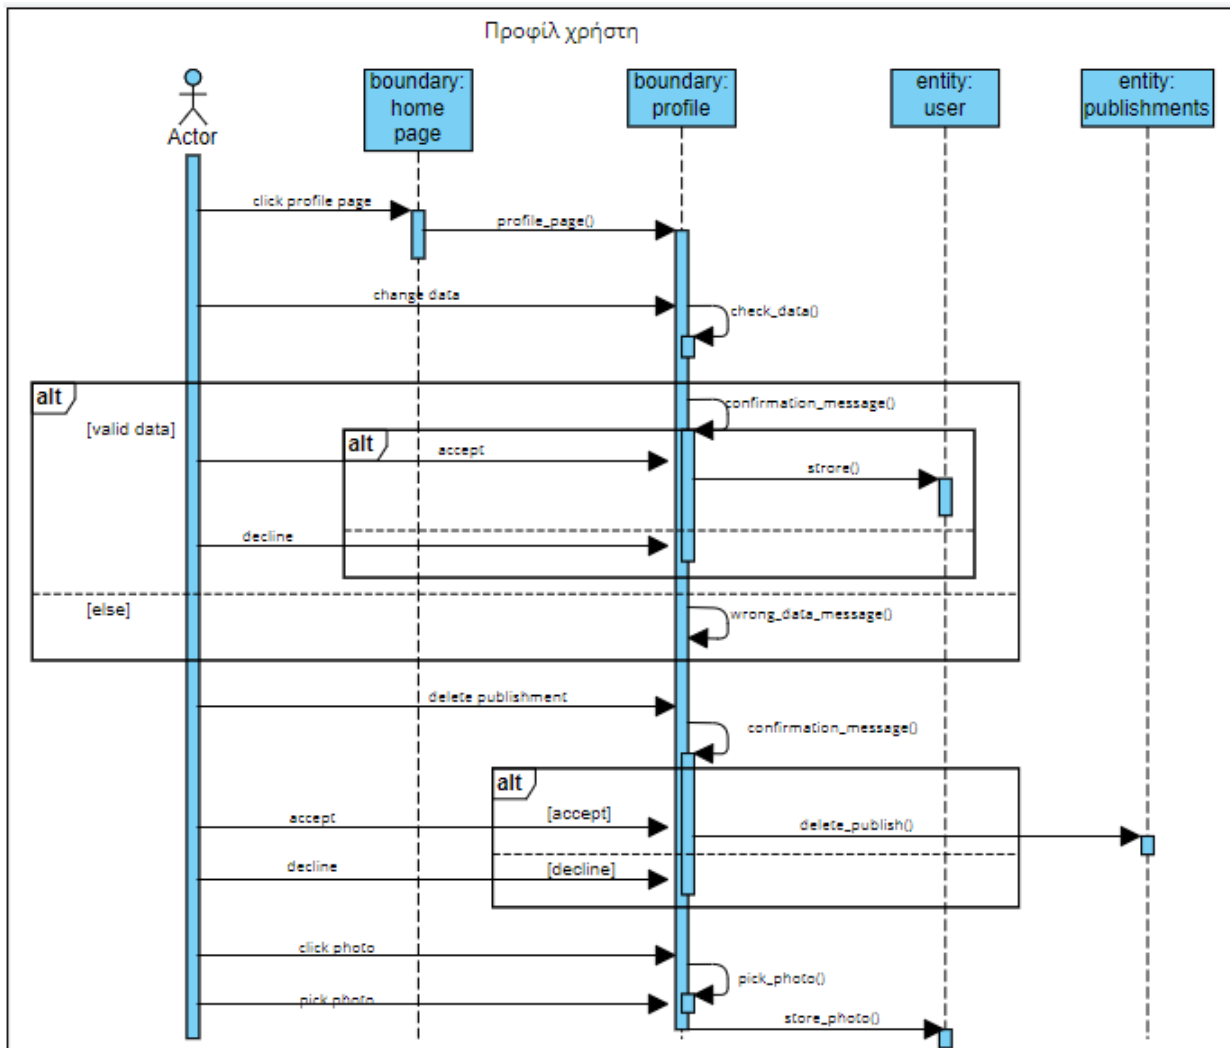 Προφίλ χρήστη
Actor
boundary:
home
page
boundary:
profile
entity:
user
entity:
publishments
click profile page
profile_page()
change data
check_data()
alt
[valid data]
confirmation_message()
alt
accept
strore()
decline
[else]
wrong_data_message()
delete publishment
confirmation_message()
alt
accept
[accept]
delete_publish()
decline
[decline]
click photo
pick_photo()
pick photo
store_photo()